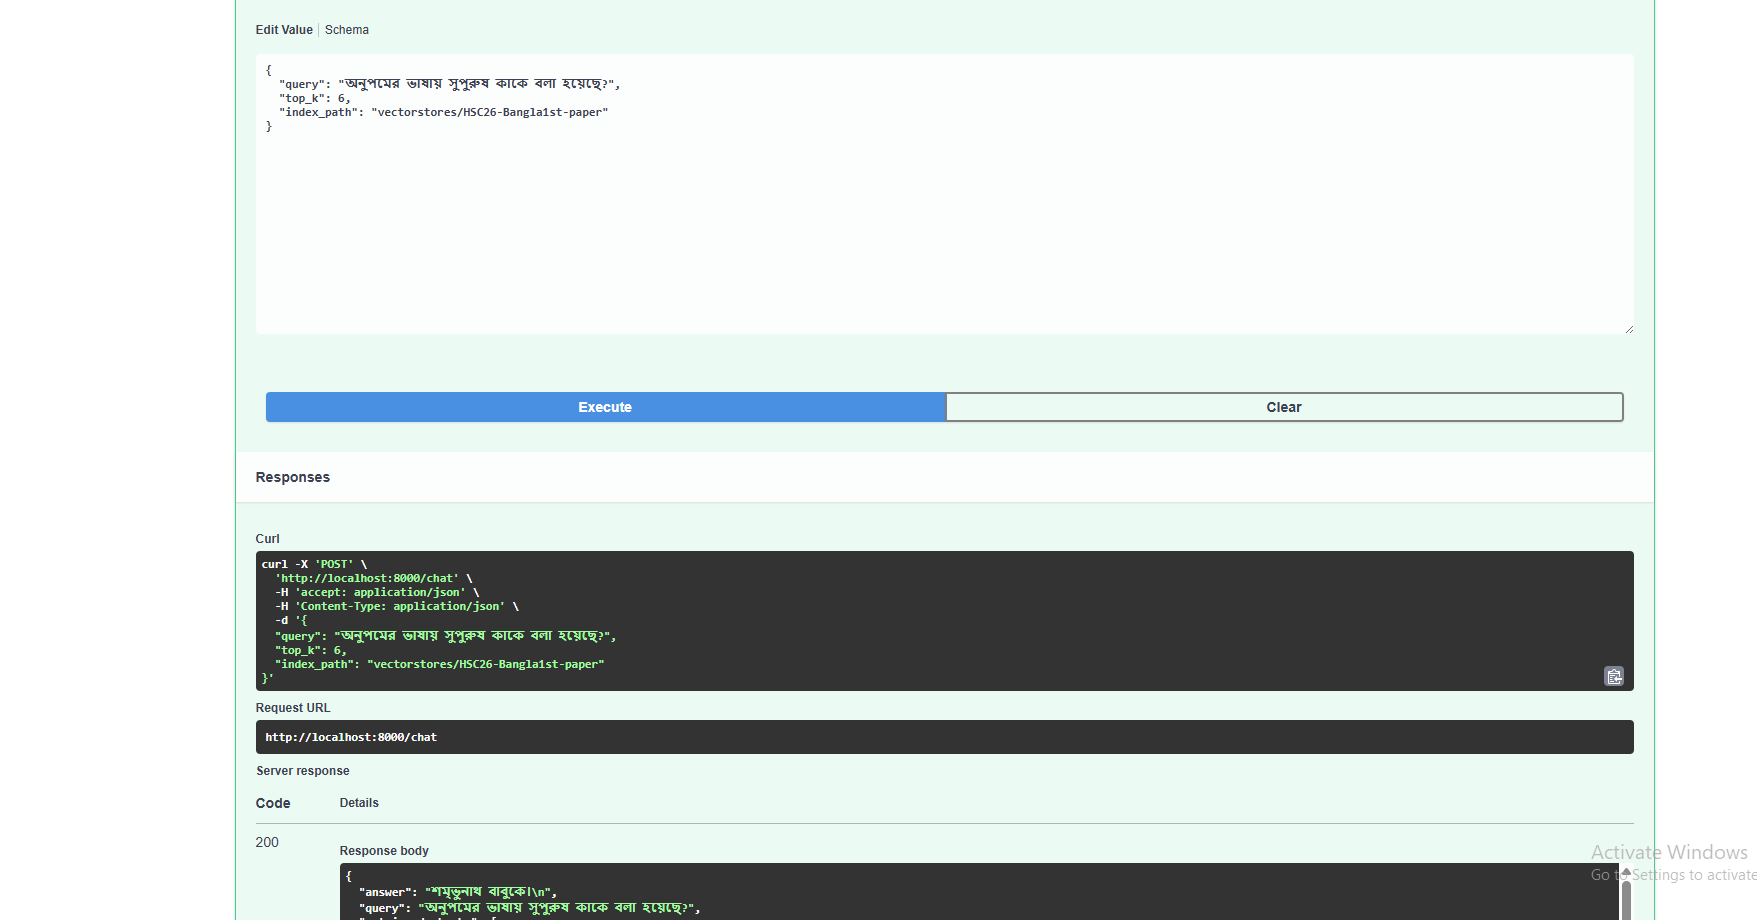 Edit Value | Schema
{
"query": "অনুপমের ভাষায় সুপুরুষ কাকে বলা হয়েছে?",
"top_k": 6,
"index_path": "vectorstores/HSC26-Bangla1st-paper"
}
Execute
Clear
Responses
Curl
curl -X 'POST' \
'http://localhost:8000/chat' \
-H 'accept: application/json' \
-H 'Content-Type: application/json' \
-d '{
"query": "অনুপমের ভাষায় সুপুরুষ কাকে বলা হয়েছে?",
"top_k": 6,
"index_path": "vectorstores/HSC26-Bangla1st-paper"
}'
Request URL
http://localhost:8000/chat
Server response
Code Details
200
Response body
{
"answer": "শম্ভুনাথ বাবুকে।\n",
"query": "অনুপমের ভাষায় সুপুরুষ কাকে বলা হয়েছে?",
Activate Windows
Go to Settings to activate